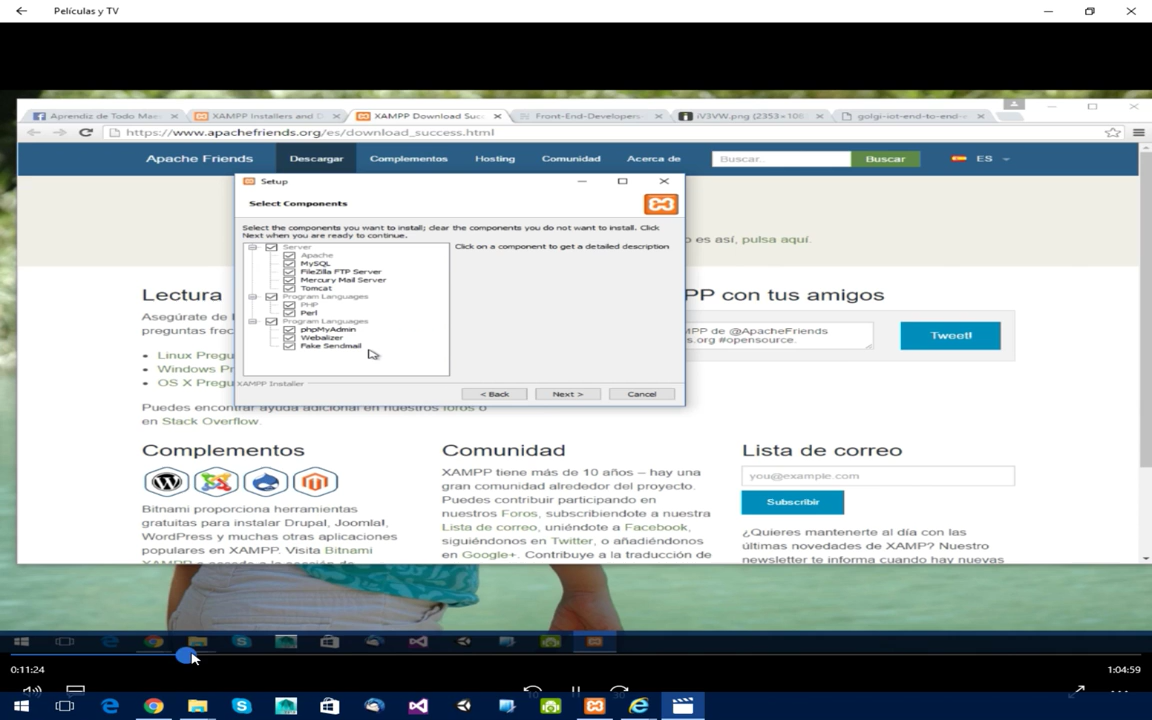 Películas y TV
Aprendiz de Todo Mae
XAMPP Installers and D
XAMPP Download Succ
Front-End-Developers-
iV3VW.png (2353×108
golgi-iot-end-to-end-
https://www.apachefriends.org/es/download_success.html
Apache Friends
Descargar
Complementos
Hosting
Comunidad
Acerca de
Buscar..
Buscar
ES
Setup
Select Components
Select the components you want to install; clear the components you do not want to install. Click
Next when you are ready to continue.
Server
Apache
MySQL
FileZilla FTP Server
Mercury Mail Server
Tomcat
Program Languages
PHP
Perl
Program Languages
phpMyAdmin
Webalizer
Fake Sendmail
Click on a component to get a detailed description
XAMPP Installer
< Back
Next >
Cancel
o es así, pulsa aquí.
Lectura
Asegúrate de
preguntas frec
• Linux Pregu
• Windows Pr
• OS X Pregu
Puedes encontrar ayuda adicional en nuestros foros o
en Stack Overflow.
PP con tus amigos
MPP de @ApacheFriends
s.org #opensource.
Tweet!
Complementos
Bitnami proporciona herramientas
gratuitas para instalar Drupal, Joomla!,
WordPress y muchas otras aplicaciones
populares en XAMPP. Visita Bitnami
Comunidad
XAMPP tiene más de 10 años – hay una
gran comunidad alrededor del proyecto.
Puedes contribuir participando en
nuestros Foros, subscribiendote a nuestra
Lista de correo, uniéndote a Facebook,
siguiéndonos en Twitter, o añadiéndonos
en Google+. Contribuye a la traducción de
Lista de correo
you@example.com
Subscribir
¿Quieres mantenerte al día con las
últimas novedades de XAMP? Nuestro
newsletter te informa cuando hay nuevas
0:11:24
1:04:59